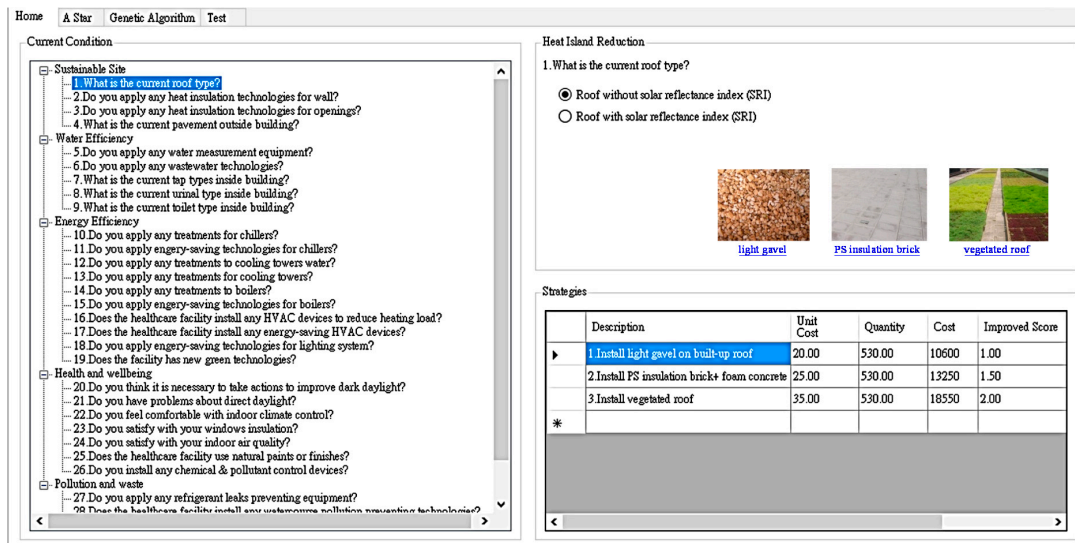 Home A Star Genetic Algorithm Test
Current Condition
Sustainable Site
1.What is the current roof type?
2.Do you apply any heat insulation technologies for wall?
3.Do you apply any heat insulation technologies for openings?
4.What is the current pavement outside building?
Water Efficiency
5.Do you apply any water measurement equipment?
6.Do you apply any wastewater technologies?
7.What is the current tap types inside building?
8.What is the current urinal type inside building?
9.What is the current toilet type inside building?
Energy Efficiency
10.Do you apply any treatments for chillers?
11.Do you apply engery-saving technologies for chillers?
12.Do you apply any treatments to cooling towers water?
13.Do you apply any treatments for cooling towers?
14.Do you apply any treatments to boilers?
15.Do you apply engery-saving technologies for boilers?
16.Does the healthcare facility install any HVAC devices to reduce heating load?
17.Does the healthcare facility install any energy-saving HVAC devices?
18.Do you apply engery-saving technologies for lighting system?
19.Does the facility has new green technologies?
Health and wellbeing
20.Do you think it is necessary to take actions to improve dark daylight?
21.Do you have problems about direct daylight?
22.Do you feel comfortable with indoor climate control?
23.Do you satisfy with your windows insulation?
24.Do you satisfy with your indoor air quality?
25.Does the healthcare facility use natural paints or finishes?
26.Do you install any chemical & pollutant control devices?
Pollution and waste
27.Do you apply any refrigerant leaks preventing equipment?
28.Does the healthcare facility install any watercourse pollution preventing technologies?
Heat Island Reduction
1.What is the current roof type?
Roof without solar reflectance index (SRI)
Roof with solar reflectance index (SRI)
light gavel PS insulation brick vegetated roof
Strategies
Description Unit Cost Quantity Cost Improved Score
1.Install light gavel on built-up roof 20.00 530.00 10600 1.00
2.Install PS insulation brick+ foam concrete 25.00 530.00 13250 1.50
3.Install vegetated roof 35.00 530.00 18550 2.00